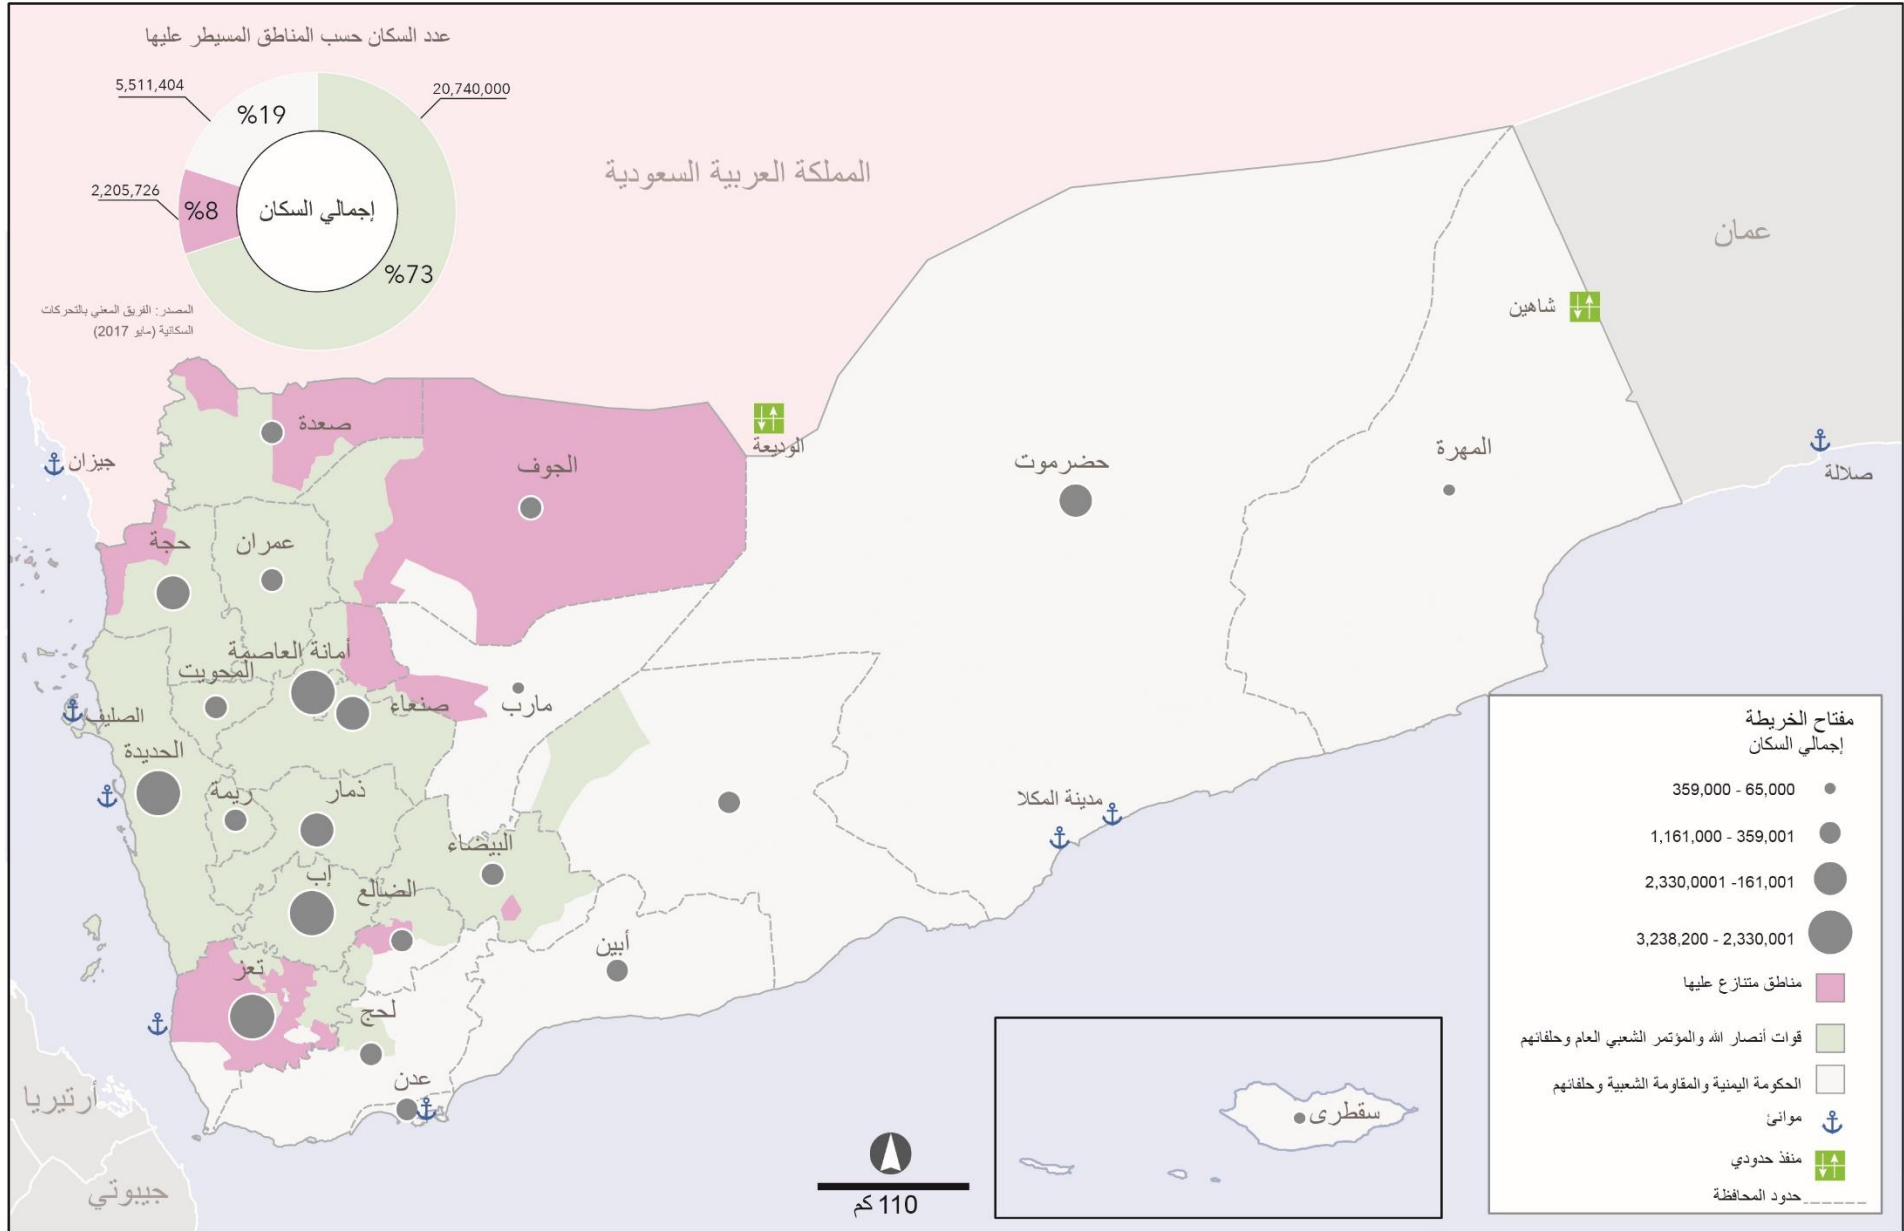 عدد السكان حسب المناطق المسيطر عليها
5,511,404
20,740,000
%19
2,205,726
%8
إجمالي السكان
%73
المصدر: الفريق المعني بالتحركات
السكانية (مايو 2017)
المملكة العربية السعودية
عمان
شاهين
الوديعة
صلالة
جيزان
صعدة
الجوف
حضرموت
المهرة
حجة
عمران
أمانة العاصمة
المحويت
صنعاء
مارب
الصليف
الحديدة
ريمة
ذمار
البيضاء
إب
الضالع
مدينة المكلا
أبين
تعز
لحج
عدن
أرتيريا
جيبوتي
سقطرى
110 كم
مفتاح الخريطة
إجمالي السكان
359,000 - 65,000
1,161,000 - 359,001
2,330,0001 -161,001
3,238,200 - 2,330,001
مناطق متنازع عليها
قوات أنصار الله والمؤتمر الشعبي العام وحلفائهم
الحكومة اليمنية والمقاومة الشعبية وحلفائهم
موانئ
منفذ حدودي
حدود المحافظة